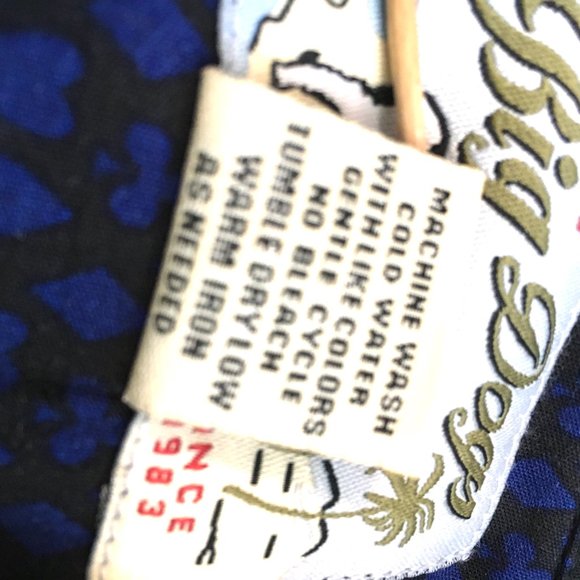 Big Dogs
MACHINE WASH
COLD WATER
WITH LIKE COLORS
GENTLE CYCLE
NO BLEACH
TUMBLE DRY LOW
WARM IRON
AS NEEDED
INCE
1983